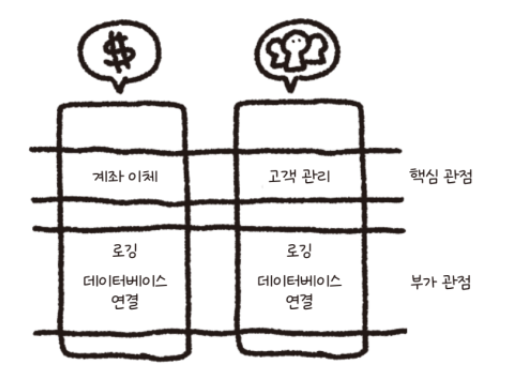 $
계좌 이체
고객 관리
핵심 관점
로깅
데이터베이스
연결
로깅
데이터베이스
연결
부가 관점